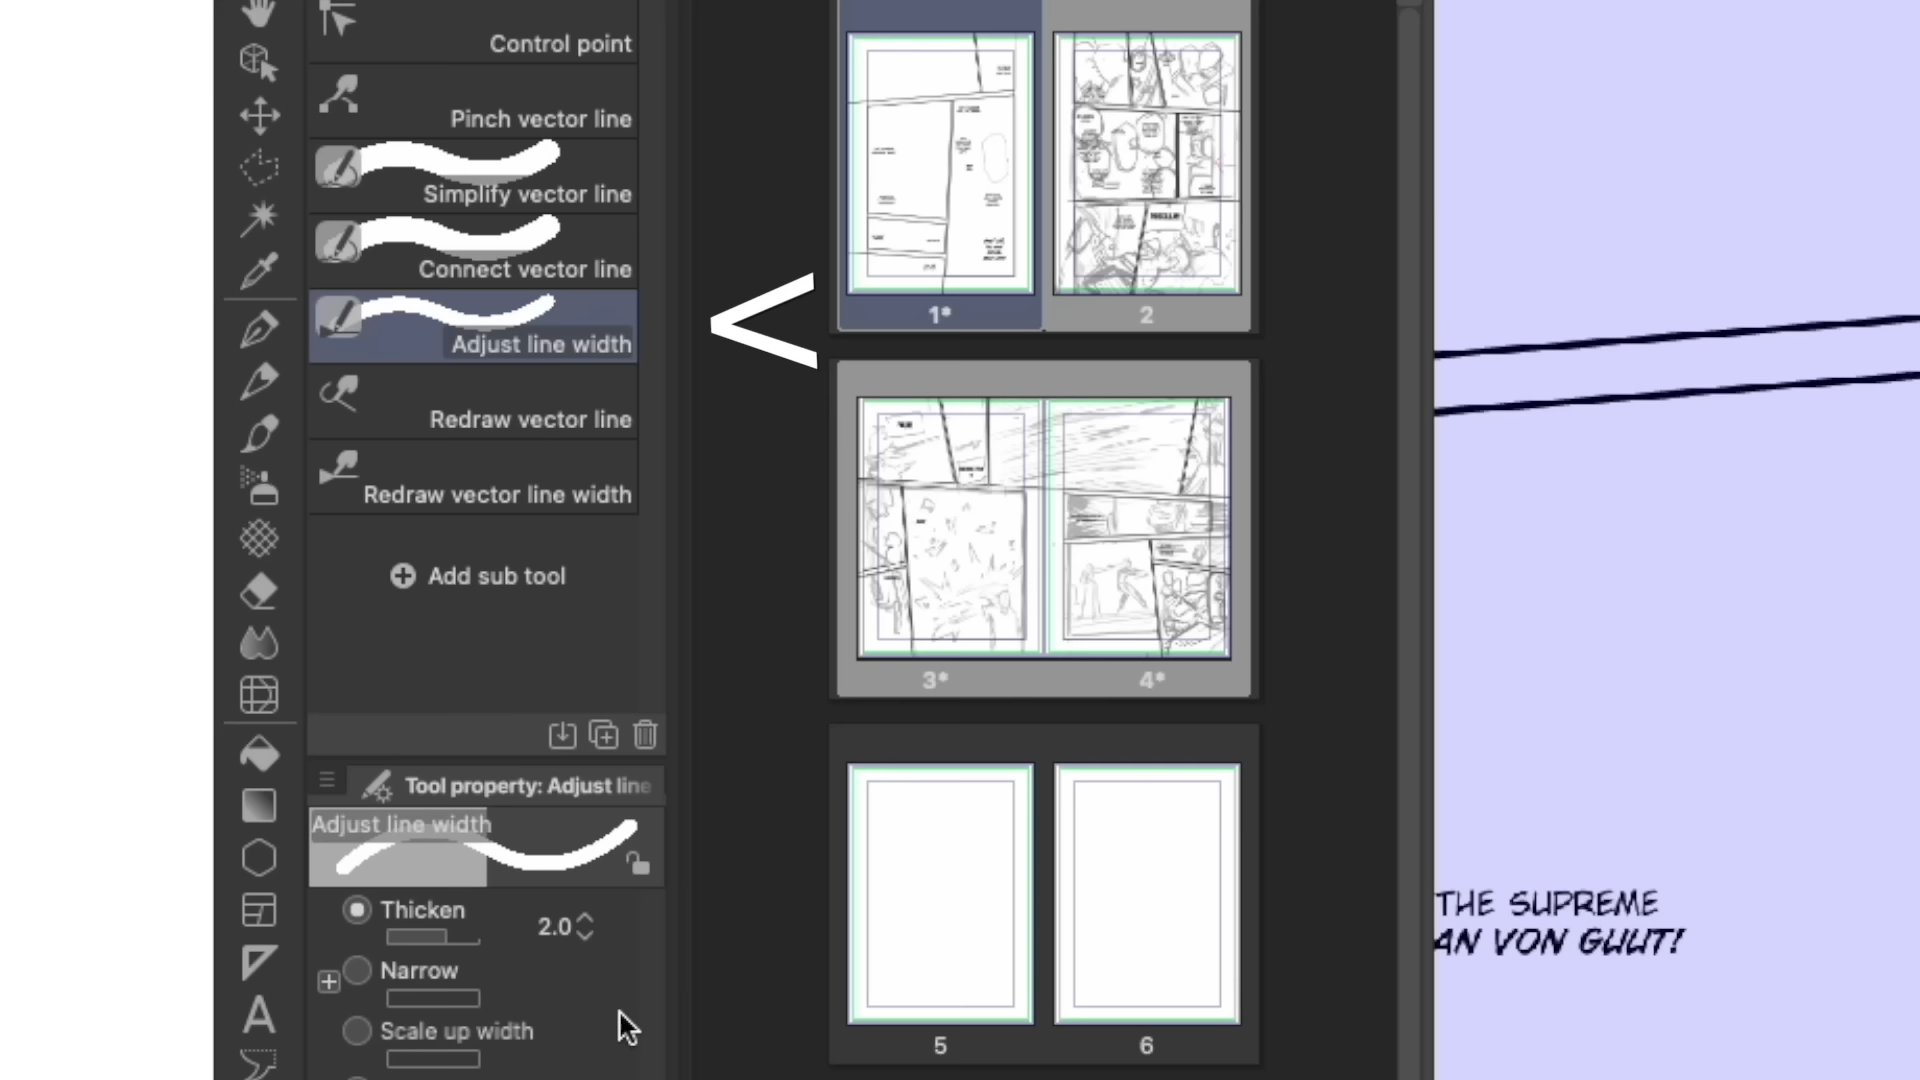 Control point
Pinch vector line
Simplify vector line
Connect vector line
Adjust line width
Redraw vector line
Redraw vector line width
Add sub tool
Tool property: Adjust line
Adjust line width
Thicken
2.0
Narrow
Scale up width
<
1*
2
3*
4*
5
6
THE SUPREME
AN VON GUUT!